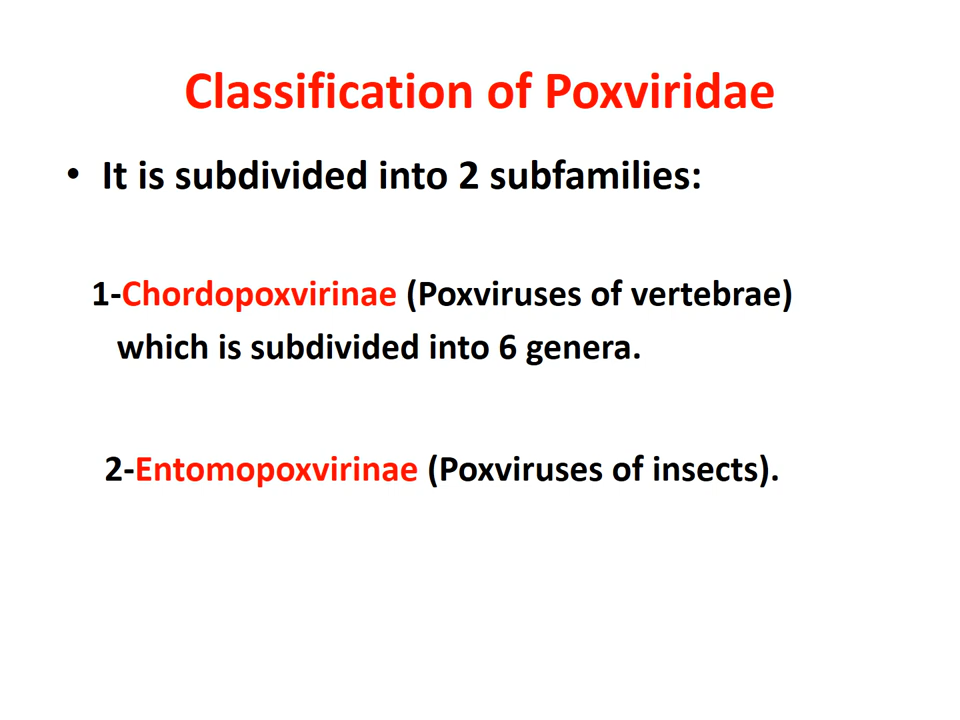 Classification of Poxviridae
• It is subdivided into 2 subfamilies:
1-Chordopoxvirinae (Poxviruses of vertebrae)
which is subdivided into 6 genera.
2-Entomopoxvirinae (Poxviruses of insects).